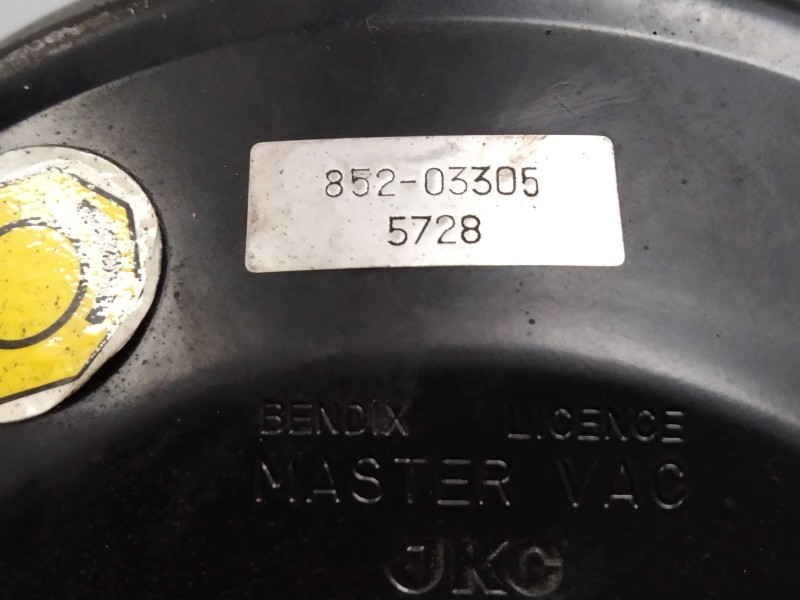 852-03305
5728
BENDIX LICENCE
MASTER VAC
JKC